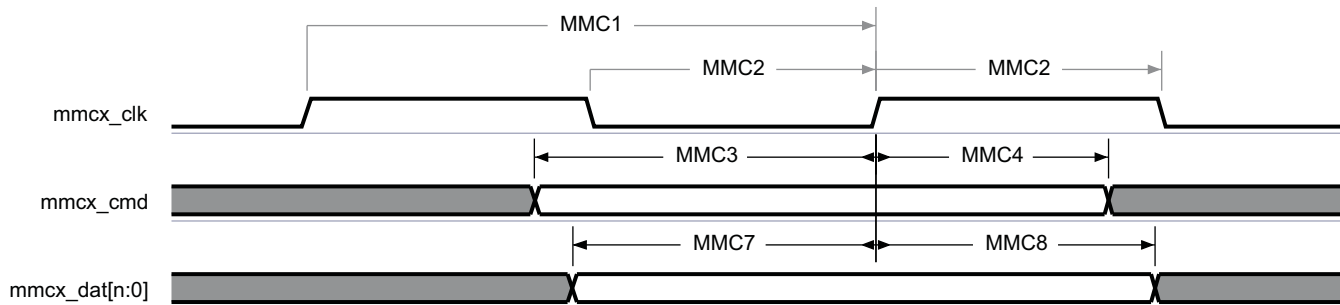 MMC1
MMC2 MMC2
mmcx_clk
MMC3 MMC4
mmcx_cmd
MMC7 MMC8
mmcx_dat[n:0]